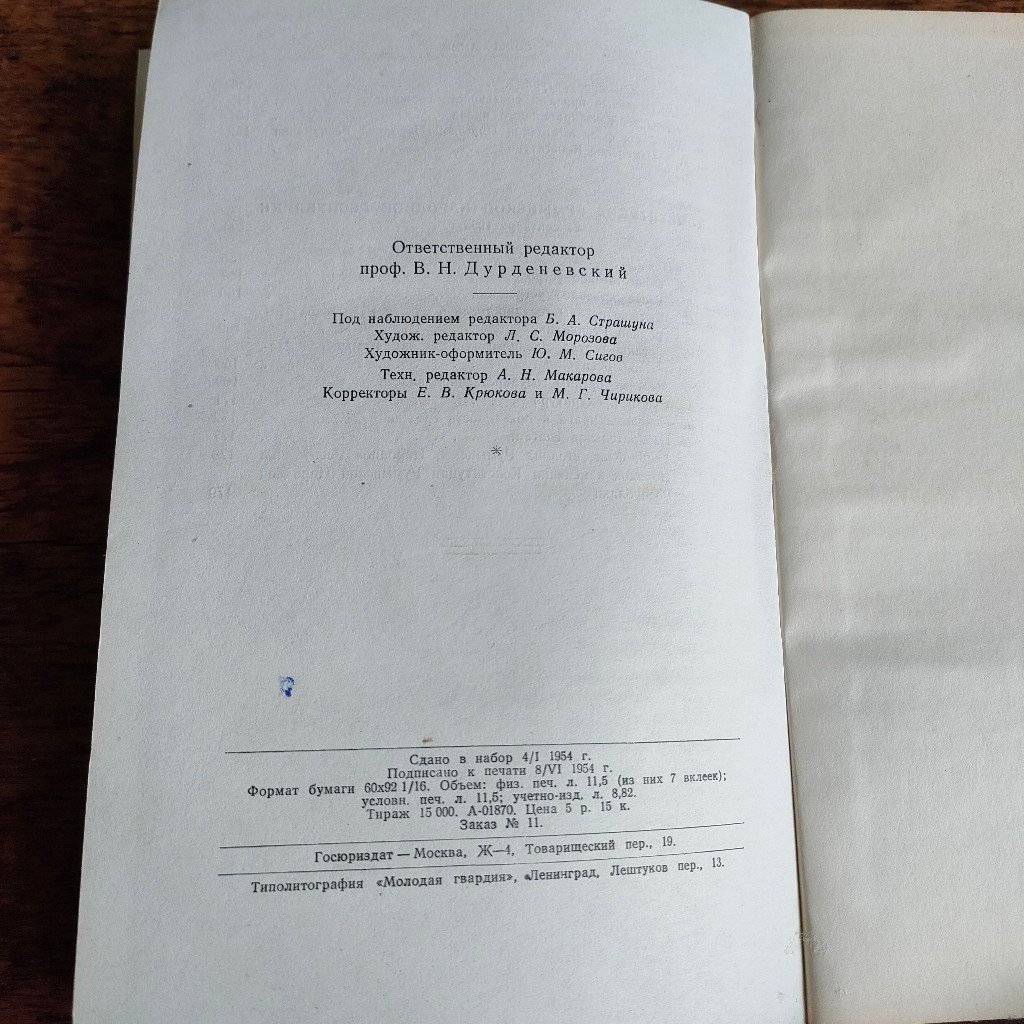 Ответственный редактор
проф. В. Н. Дурденевский
Под наблюдением редактора Б. А. Страшуна
Худож. редактор Л. С. Морозова
Художник-оформитель Ю. М. Сигов
Техн. редактор А. Н. Макарова
Корректоры Е. В. Крюкова и М. Г. Чирикова
*
Сдано в набор 4/I 1954 г.
Подписано к печати 8/VI 1954 г.
Формат бумаги 60х92 1/16. Объем: физ. печ. л. 11,5 (из них 7 вклеек);
условн. печ. л. 11,5; учетно-изд. л. 8,82.
Тираж 15 000. А-01870. Цена 5 р. 15 к.
Заказ № 11.
Госюриздат — Москва, Ж—4, Товарищеский пер., 19.
Типолитография «Молодая гвардия», Ленинград, Лештуков пер., 13.